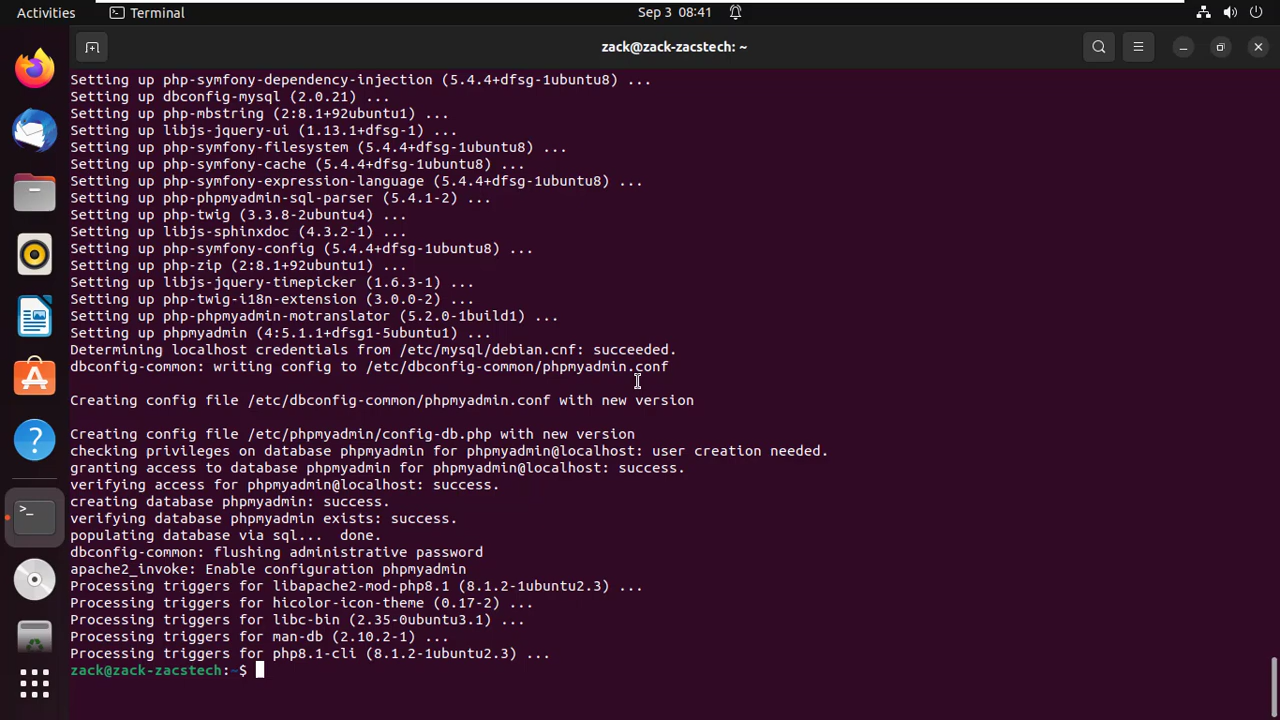 Activities
Terminal
Sep 3 08:41
zack@zack-zacstech: ~
Setting up php-symfony-dependency-injection (5.4.4+dfsg-1ubuntu8) ...
Setting up dbconfig-mysql (2.0.21) ...
Setting up php-mbstring (2:8.1+92ubuntu1) ...
Setting up libjs-jquery-ui (1.13.1+dfsg-1) ...
Setting up php-symfony-filesystem (5.4.4+dfsg-1ubuntu8) ...
Setting up php-symfony-cache (5.4.4+dfsg-1ubuntu8) ...
Setting up php-symfony-expression-language (5.4.4+dfsg-1ubuntu8) ...
Setting up php-phpmyadmin-sql-parser (5.4.1-2) ...
Setting up php-twig (3.3.8-2ubuntu4) ...
Setting up libjs-sphinxdoc (4.3.2-1) ...
Setting up php-symfony-config (5.4.4+dfsg-1ubuntu8) ...
Setting up php-zip (2:8.1+92ubuntu1) ...
Setting up libjs-jquery-timepicker (1.6.3-1) ...
Setting up php-twig-i18n-extension (3.0.0-2) ...
Setting up php-phpmyadmin-motranslator (5.2.0-1build1) ...
Setting up phpmyadmin (4:5.1.1+dfsg1-5ubuntu1) ...
Determining localhost credentials from /etc/mysql/debian.cnf: succeeded.
dbconfig-common: writing config to /etc/dbconfig-common/phpmyadmin.conf
Creating config file /etc/dbconfig-common/phpmyadmin.conf with new version
Creating config file /etc/phpmyadmin/config-db.php with new version
checking privileges on database phpmyadmin for phpmyadmin@localhost: user creation needed.
granting access to database phpmyadmin for phpmyadmin@localhost: success.
verifying access for phpmyadmin@localhost: success.
creating database phpmyadmin: success.
verifying database phpmyadmin exists: success.
populating database via sql...  done.
dbconfig-common: flushing administrative password
apache2_invoke: Enable configuration phpmyadmin
Processing triggers for libapache2-mod-php8.1 (8.1.2-1ubuntu2.3) ...
Processing triggers for hicolor-icon-theme (0.17-2) ...
Processing triggers for libc-bin (2.35-0ubuntu3.1) ...
Processing triggers for man-db (2.10.2-1) ...
Processing triggers for php8.1-cli (8.1.2-1ubuntu2.3) ...
zack@zack-zacstech:~$